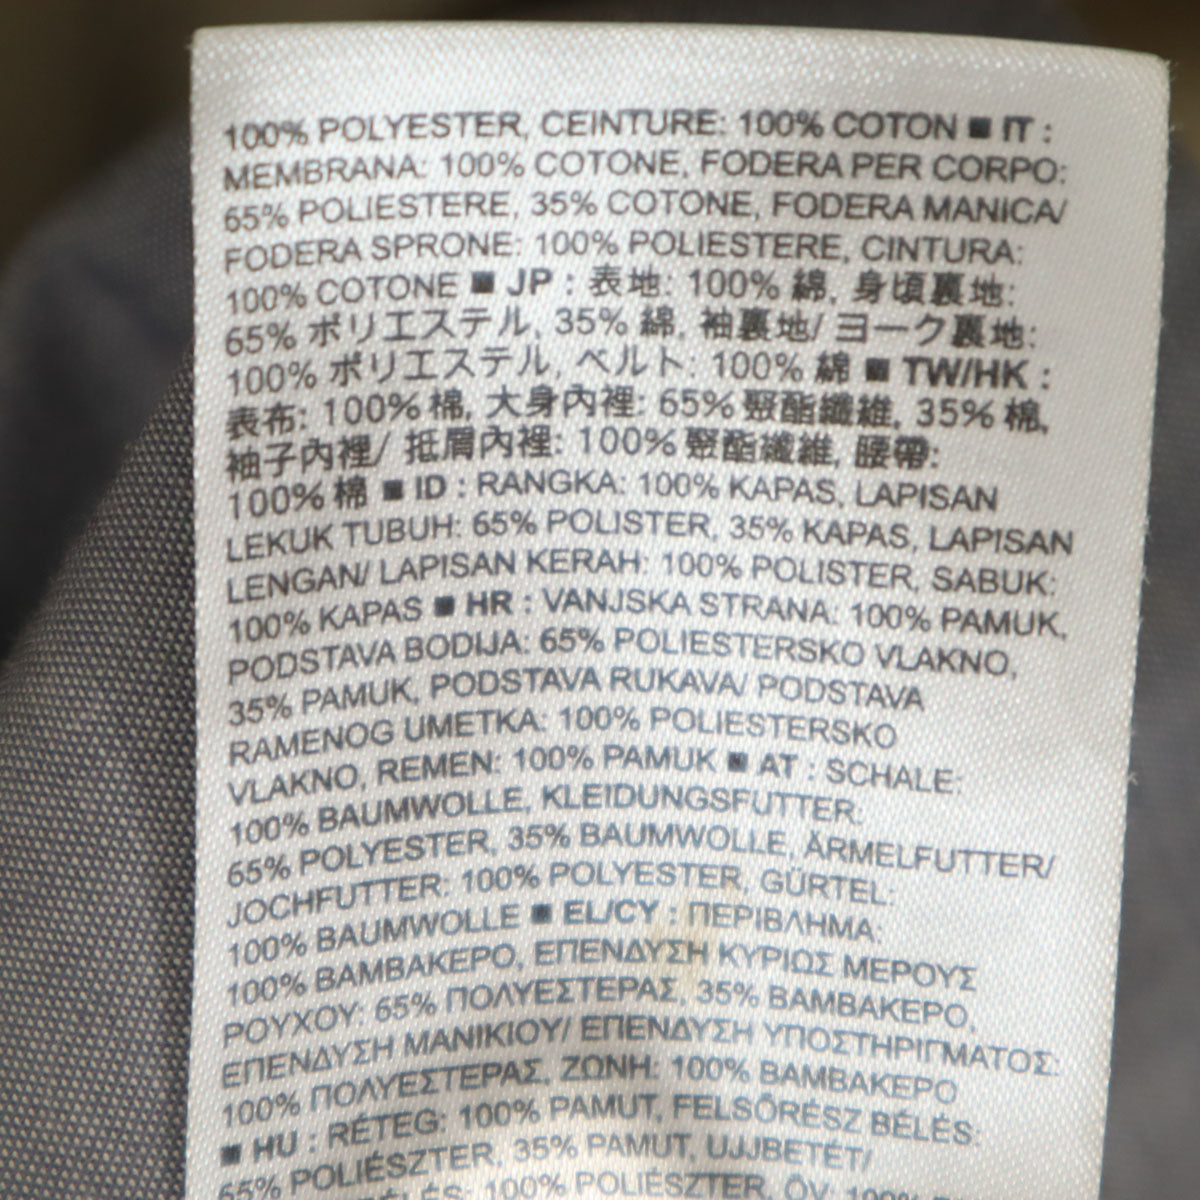 100% POLYESTER, CEINTURE: 100% COTON ■ IT :
MEMBRANA: 100% COTONE, FODERA PER CORPO:
65% POLIESTERE, 35% COTONE, FODERA MANICA/
FODERA SPRONE: 100% POLIESTERE, CINTURA:
100% COTONE ■ JP : 表地: 100% 綿, 身頃裏地:
65% ポリエステル, 35% 綿, 袖裏地/ ヨーク裏地:
100% ポリエステル, ベルト: 100% 綿 ■ TW/HK :
表布: 100% 棉, 大身內裡: 65% 聚酯纖維, 35% 棉,
袖子內裡/ 抵肩內裡: 100% 聚酯纖維, 腰帶:
100% 棉 ■ ID : RANGKA: 100% KAPAS, LAPISAN
LEKUK TUBUH: 65% POLISTER, 35% KAPAS, LAPISAN
LENGAN/ LAPISAN KERAH: 100% POLISTER, SABUK:
100% KAPAS ■ HR : VANJSKA STRANA: 100% PAMUK,
PODSTAVA BODIJA: 65% POLIESTERSKO VLAKNO,
35% PAMUK, PODSTAVA RUKAVA/ PODSTAVA
RAMENOG UMETKA: 100% POLIESTERSKO
VLAKNO, REMEN: 100% PAMUK ■ AT : SCHALE:
100% BAUMWOLLE, KLEIDUNGSFUTTER:
65% POLYESTER, 35% BAUMWOLLE, ÄRMELFUTTER/
JOCHFUTTER: 100% POLYESTER, GÜRTEL:
100% BAUMWOLLE ■ EL/CY : ΠΕΡΙΒΛΗΜΑ:
100% ΒΑΜΒΑΚΕΡΟ, ΕΠΕΝΔΥΣΗ ΚΥΡΙΩΣ ΜΕΡΟΥΣ
ΡΟΥΧΟΥ: 65% ΠΟΛΥΕΣΤΕΡΑΣ, 35% ΒΑΜΒΑΚΕΡΟ,
ΕΠΕΝΔΥΣΗ ΜΑΝΙΚΙΟΥ/ ΕΠΕΝΔΥΣΗ ΥΠΟΣΤΗΡΙΓΜΑΤΟΣ:
100% ΠΟΛΥΕΣΤΕΡΑΣ, ΖΩΝΗ: 100% ΒΑΜΒΑΚΕΡΟ
■ HU : RÉTEG: 100% PAMUT, FELSŐRÉSZ BÉLÉS:
65% POLIÉSZTER, 35% PAMUT, UJJBETÉT/
BÉLÉS: 100% POLIÉSZTER, ÖV: 100%